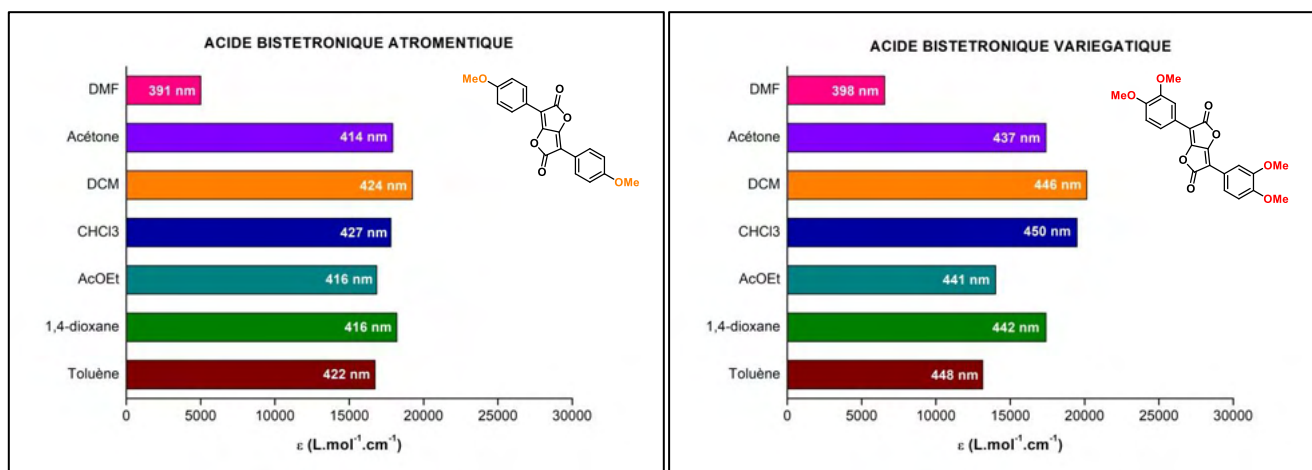 ACIDE BISTETRONIQUE ATROMENTIQUE
DMF
391 nm
Acétone
414 nm
DCM
424 nm
CHCl3
427 nm
AcOEt
416 nm
1,4-dioxane
416 nm
Toluène
422 nm
0 5000 10000 15000 20000 25000 30000
ε (L.mol⁻¹.cm⁻¹)
MeO
O
O
O
O
OMe
ACIDE BISTETRONIQUE VARIEGATIQUE
DMF
398 nm
Acétone
437 nm
DCM
446 nm
CHCl3
450 nm
AcOEt
441 nm
1,4-dioxane
442 nm
Toluène
448 nm
0 5000 10000 15000 20000 25000 30000
ε (L.mol⁻¹.cm⁻¹)
OMe
MeO
O
O
O
O
OMe
OMe